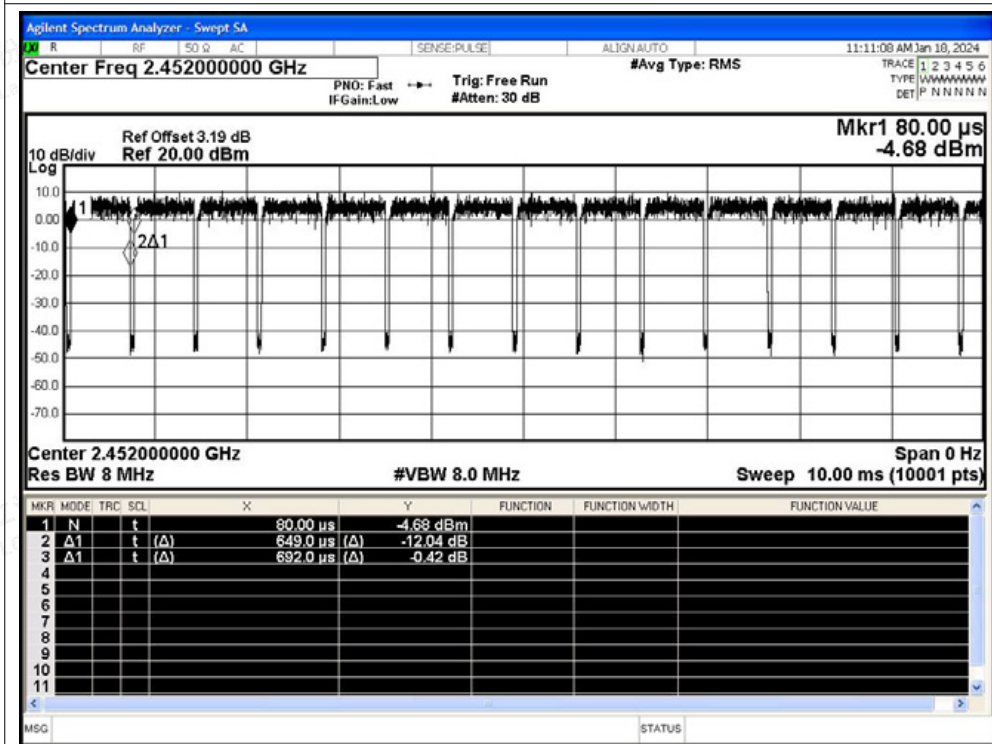 Agilent Spectrum Analyzer - Swept SA
LXI R RF 50 Ω AC SENSE:PULSE ALIGN AUTO 11:11:08 AM Jan 18, 2024
Center Freq 2.452000000 GHz #Avg Type: RMS TRACE 1 2 3 4 5 6
PNO: Fast Trig: Free Run TYPE WWWWWW
IFGain:Low #Atten: 30 dB DET P N N N N N
Mkr1 80.00 µs
Ref Offset 3.19 dB
10 dB/div Ref 20.00 dBm -4.68 dBm
Log
10.0
1
0.00
2Δ1
-10.0
-20.0
-30.0
-40.0
-50.0
-60.0
-70.0
Center 2.452000000 GHz Span 0 Hz
Res BW 8 MHz #VBW 8.0 MHz Sweep 10.00 ms (10001 pts)
MKR MODE TRC SCL X Y FUNCTION FUNCTION WIDTH FUNCTION VALUE
1 N t 80.00 µs -4.68 dBm
2 Δ1 t (Δ) 649.0 µs (Δ) -12.04 dB
3 Δ1 t (Δ) 692.0 µs (Δ) -0.42 dB
4
5
6
7
8
9
10
11
MSG STATUS